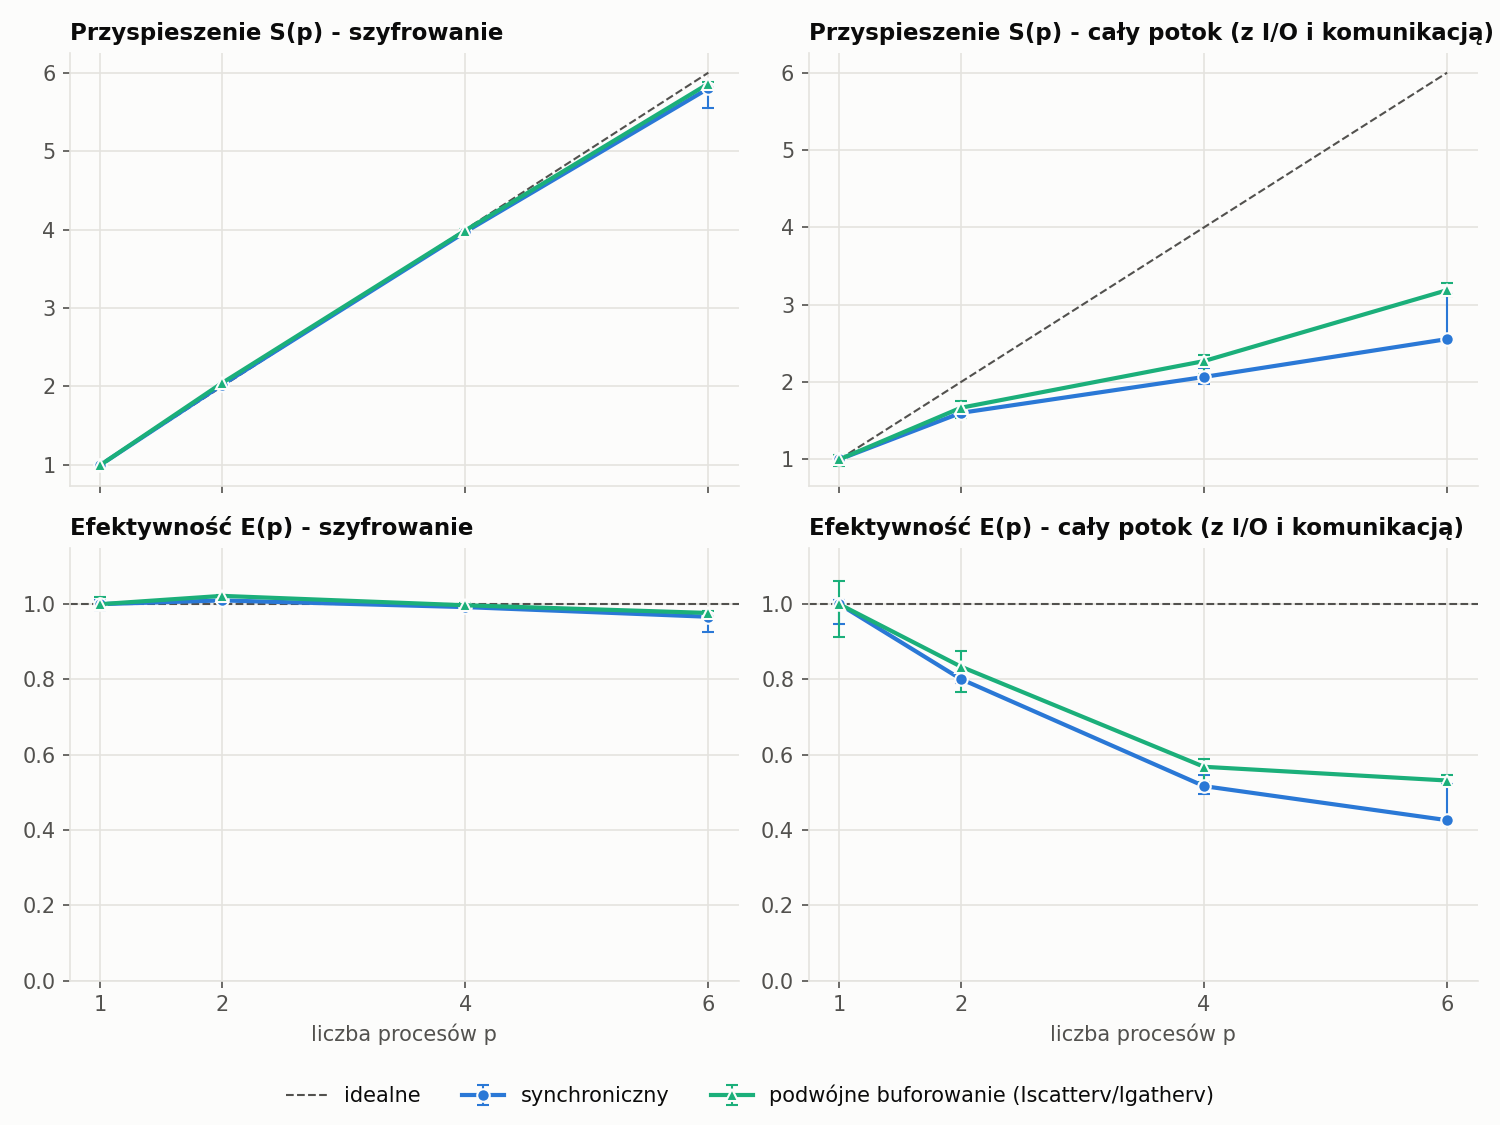 Przyspieszenie S(p) - szyfrowanie
6
5
4
3
2
1
Przyspieszenie S(p) - cały potok (z I/O i komunikacją)
6
5
4
3
2
1
Efektywność E(p) - szyfrowanie
1.0
0.8
0.6
0.4
0.2
0.0
1 2 4 6
liczba procesów p
Efektywność E(p) - cały potok (z I/O i komunikacją)
1.0
0.8
0.6
0.4
0.2
0.0
1 2 4 6
liczba procesów p
idealne synchroniczny podwójne buforowanie (Iscatterv/Igatherv)